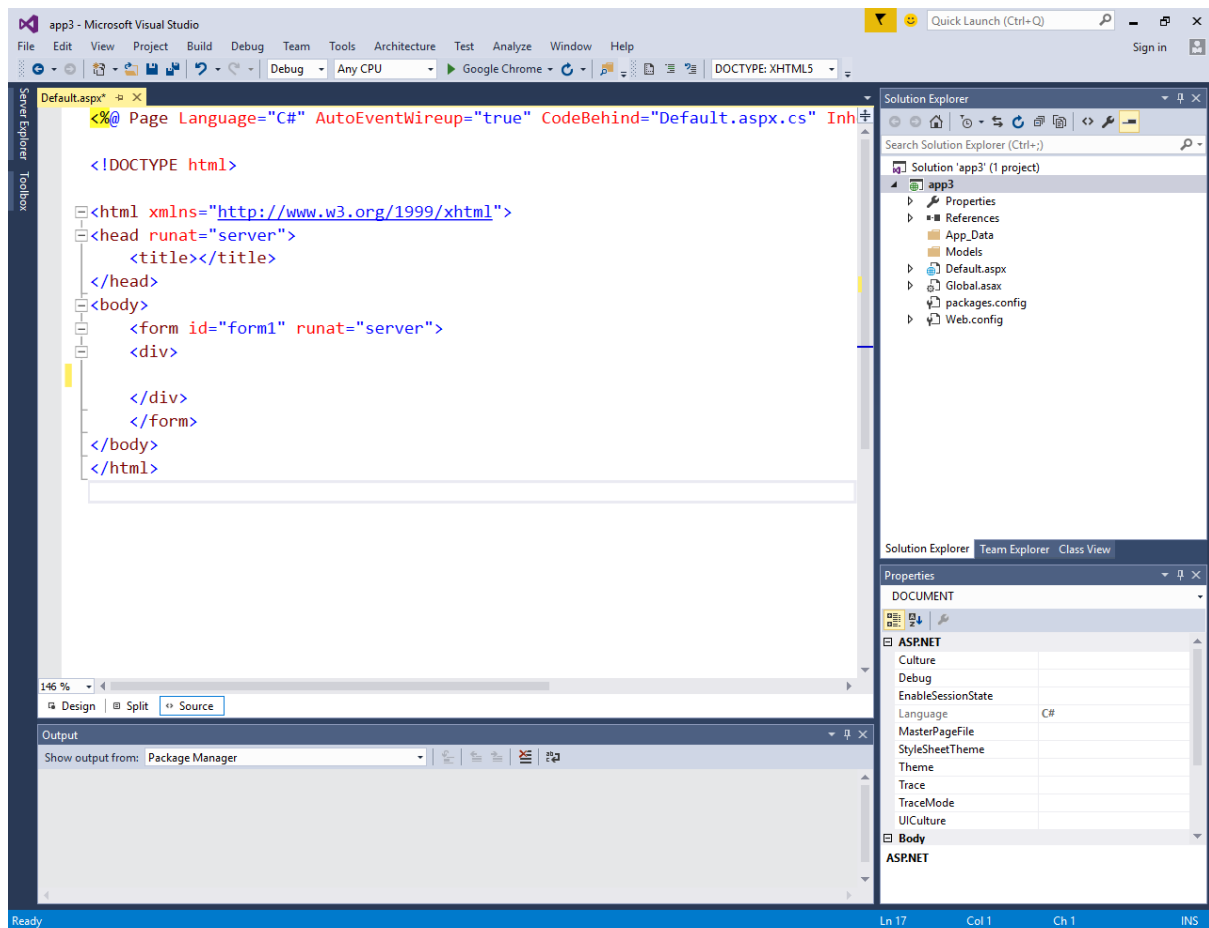 app3 - Microsoft Visual Studio
Quick Launch (Ctrl+Q)
File Edit View Project Build Debug Team Tools Architecture Test Analyze Window Help
Sign in
Debug Any CPU Google Chrome DOCTYPE: XHTML5
Server Explorer
Toolbox
Default.aspx*
<%@ Page Language="C#" AutoEventWireup="true" CodeBehind="Default.aspx.cs" Inh
<!DOCTYPE html>
<html xmlns="http://www.w3.org/1999/xhtml">
<head runat="server">
<title></title>
</head>
<body>
<form id="form1" runat="server">
<div>
</div>
</form>
</body>
</html>
146 %
Design Split Source
Output
Show output from: Package Manager
Solution Explorer
Search Solution Explorer (Ctrl+;)
Solution 'app3' (1 project)
app3
Properties
References
App_Data
Models
Default.aspx
Global.asax
packages.config
Web.config
Solution Explorer Team Explorer Class View
Properties
DOCUMENT
ASP.NET
Culture
Debug
EnableSessionState
Language C#
MasterPageFile
StyleSheetTheme
Theme
Trace
TraceMode
UICulture
Body
ASP.NET
Ready Ln 17 Col 1 Ch 1 INS